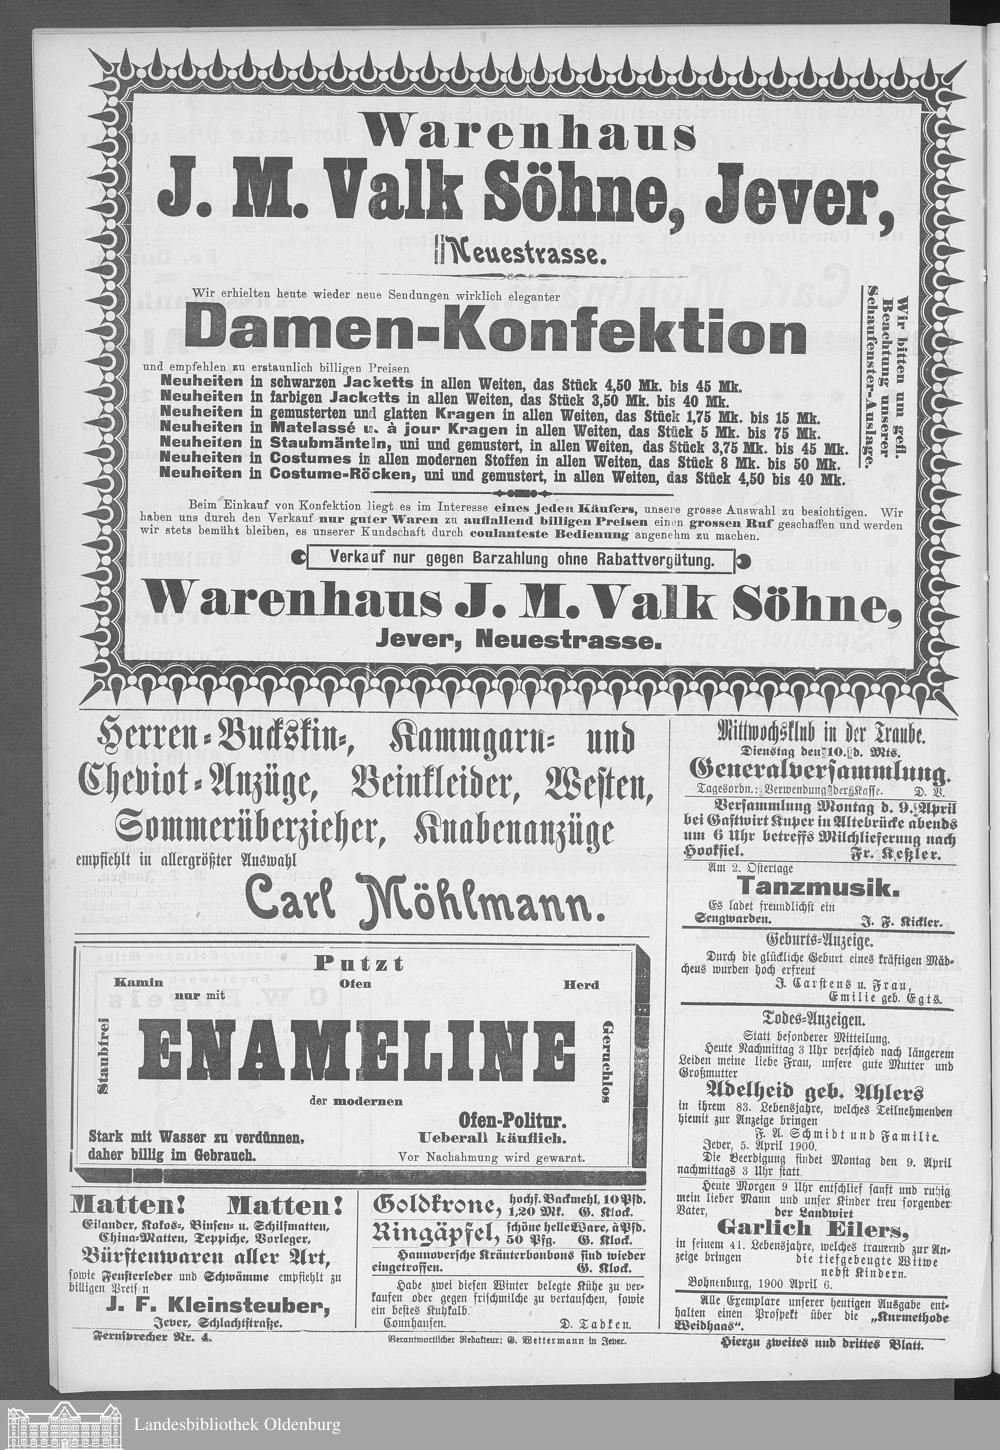 Warenhaus
J. M. Valk Söhne, Jever,
Neuestrasse.
Wir erhielten heute wieder neue Sendungen wirklich eleganter
Damen-Konfektion
und empfehlen zu erstaunlich billigen Preisen
Neuheiten in schwarzen Jacketts in allen Weiten, das Stück 4,50 Mk. bis 45 Mk.
Neuheiten in farbigen Jacketts in allen Weiten, das Stück 3,50 Mk. bis 40 Mk.
Neuheiten in gemusterten und glatten Kragen in allen Weiten, das Stück 1,75 Mk. bis 15 Mk.
Neuheiten in Matelassé u. à jour Kragen in allen Weiten, das Stück 5 Mk. bis 75 Mk.
Neuheiten in Staubmänteln, uni und gemustert, in allen Weiten, das Stück 3,75 Mk. bis 45 Mk.
Neuheiten in Costumes in allen modernen Stoffen in allen Weiten, das Stück 8 Mk. bis 50 Mk.
Neuheiten in Costume-Röcken, uni und gemustert, in allen Weiten, das Stück 4,50 bis 40 Mk.
Wir bitten um gefl.
Beachtung unserer
Schaufenster-Auslage.
Beim Einkauf von Konfektion liegt es im Interesse eines jeden Käufers, unsere grosse Auswahl zu besichtigen. Wir
haben uns durch den Verkauf nur guter Waren zu auffallend billigen Preisen einen grossen Ruf geschaffen und werden
wir stets bemüht bleiben, es unserer Kundschaft durch coulanteste Bedienung angenehm zu machen.
Verkauf nur gegen Barzahlung ohne Rabattvergütung.
Warenhaus J. M. Valk Söhne,
Jever, Neuestrasse.
Herren-Buckskin-, Kammgarn- und
Cheviot-Anzüge, Beinkleider, Westen,
Sommerüberzieher, Knabenanzüge
empfiehlt in allergrößter Auswahl
Carl Möhlmann.
Putzt
Kamin Ofen Herd
nur mit
Staubfrei
ENAMELINE
Geruchlos
der modernen
Ofen-Politur.
Stark mit Wasser zu verdünnen,
daher billig im Gebrauch.
Ueberall käuflich.
Vor Nachahmung wird gewarnt.
Matten! Matten!
Eiländer, Kokos-, Binsen- u. Schilfmatten,
China-Matten, Teppiche, Vorleger,
Bürstenwaren aller Art,
sowie Fensterleder und Schwämme empfiehlt zu
billigen Preisen
J. F. Kleinsteuber,
Jever, Schlachtstraße.
Fernsprecher Nr. 4.
Goldkrone, hochf. Backmehl, 10 Pfd.
1,20 Mk. G. Klock.
Ringäpfel, schöne helle Ware, à Pfd.
50 Pfg. G. Klock.
Hannoversche Kräuterbonbons sind wieder
eingetroffen. G. Klock.
Habe zwei diesen Winter belegte Kühe zu ver-
kaufen oder gegen frischmilche zu vertauschen, sowie
ein bestes Kuhkalb.
Connhausen. D. Tadken.
Verantwortlicher Redakteur: G. Wettermann in Jever.
Mittwochsklub in der Traube.
Dienstag den 10. d. Mts.
Generalversammlung.
Tagesordn.: Verwendung der Kasse. D. V.
Versammlung Montag d. 9. April
bei Gastwirt Kuper in Altebrücke abends
um 6 Uhr betreffs Milchlieferung nach
Hooksiel. Fr. Keßler.
Am 2. Ostertage
Tanzmusik.
Es ladet freundlichst ein
Sengwarden. J. F. Kickler.
Geburts-Anzeige.
Durch die glückliche Geburt eines kräftigen Mäd-
chens wurden hoch erfreut
J. Carstens u. Frau,
Emilie geb. Egts.
Todes-Anzeigen.
Statt besonderer Mitteilung.
Heute Nachmittag 3 Uhr verschied nach längerem
Leiden meine liebe Frau, unsere gute Mutter und
Großmutter
Adelheid geb. Ahlers
in ihrem 83. Lebensjahre, welches Teilnehmenden
hiemit zur Anzeige bringen
F. A. Schmidt und Familie.
Jever, 5. April 1900.
Die Beerdigung findet Montag den 9. April
nachmittags 3 Uhr statt
Heute Morgen 9 Uhr entschlief sanft und ruhig
mein lieber Mann und unser Kinder treu sorgender
Vater, der Landwirt
Garlich Eilers,
in seinem 41. Lebensjahre, welches trauernd zur An-
zeige bringen die tiefgebeugte Witwe
nebst Kindern.
Bohnenburg, 1900 April 6.
Alle Exemplare unserer heutigen Ausgabe ent-
halten einen Prospekt über die „Kurmethode
Weidhaas“.
Hierzu zweites und drittes Blatt.
Landesbibliothek Oldenburg